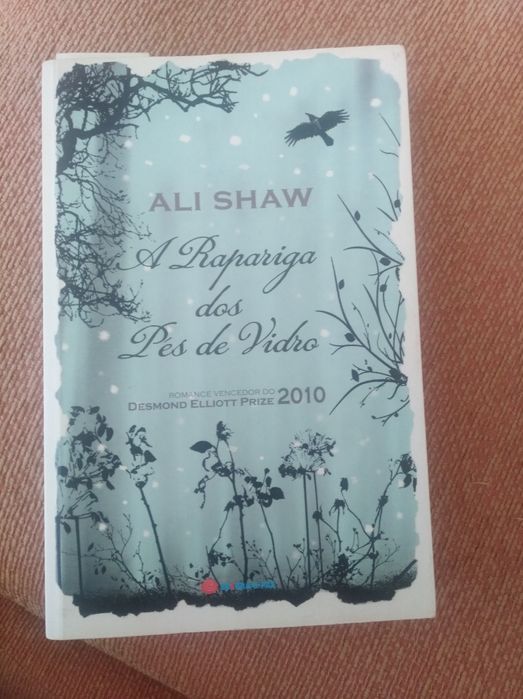 ALI SHAW
A Rapariga
dos
Pés de Vidro
ROMANCE VENCEDOR DO
DESMOND ELLIOTT PRIZE 2010